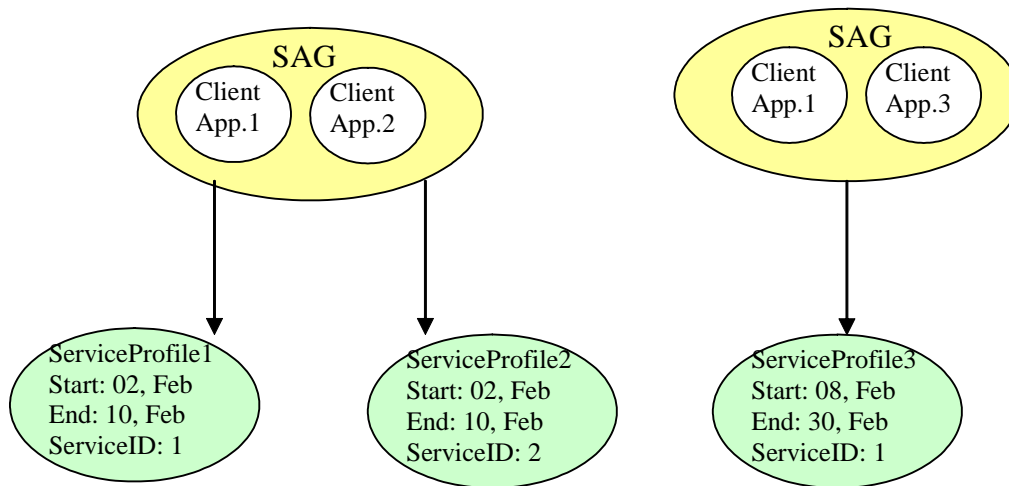 SAG
Client
App.1
Client
App.2
SAG
Client
App.1
Client
App.3
ServiceProfile1
Start: 02, Feb
End: 10, Feb
ServiceID: 1
ServiceProfile2
Start: 02, Feb
End: 10, Feb
ServiceID: 2
ServiceProfile3
Start: 08, Feb
End: 30, Feb
ServiceID: 1